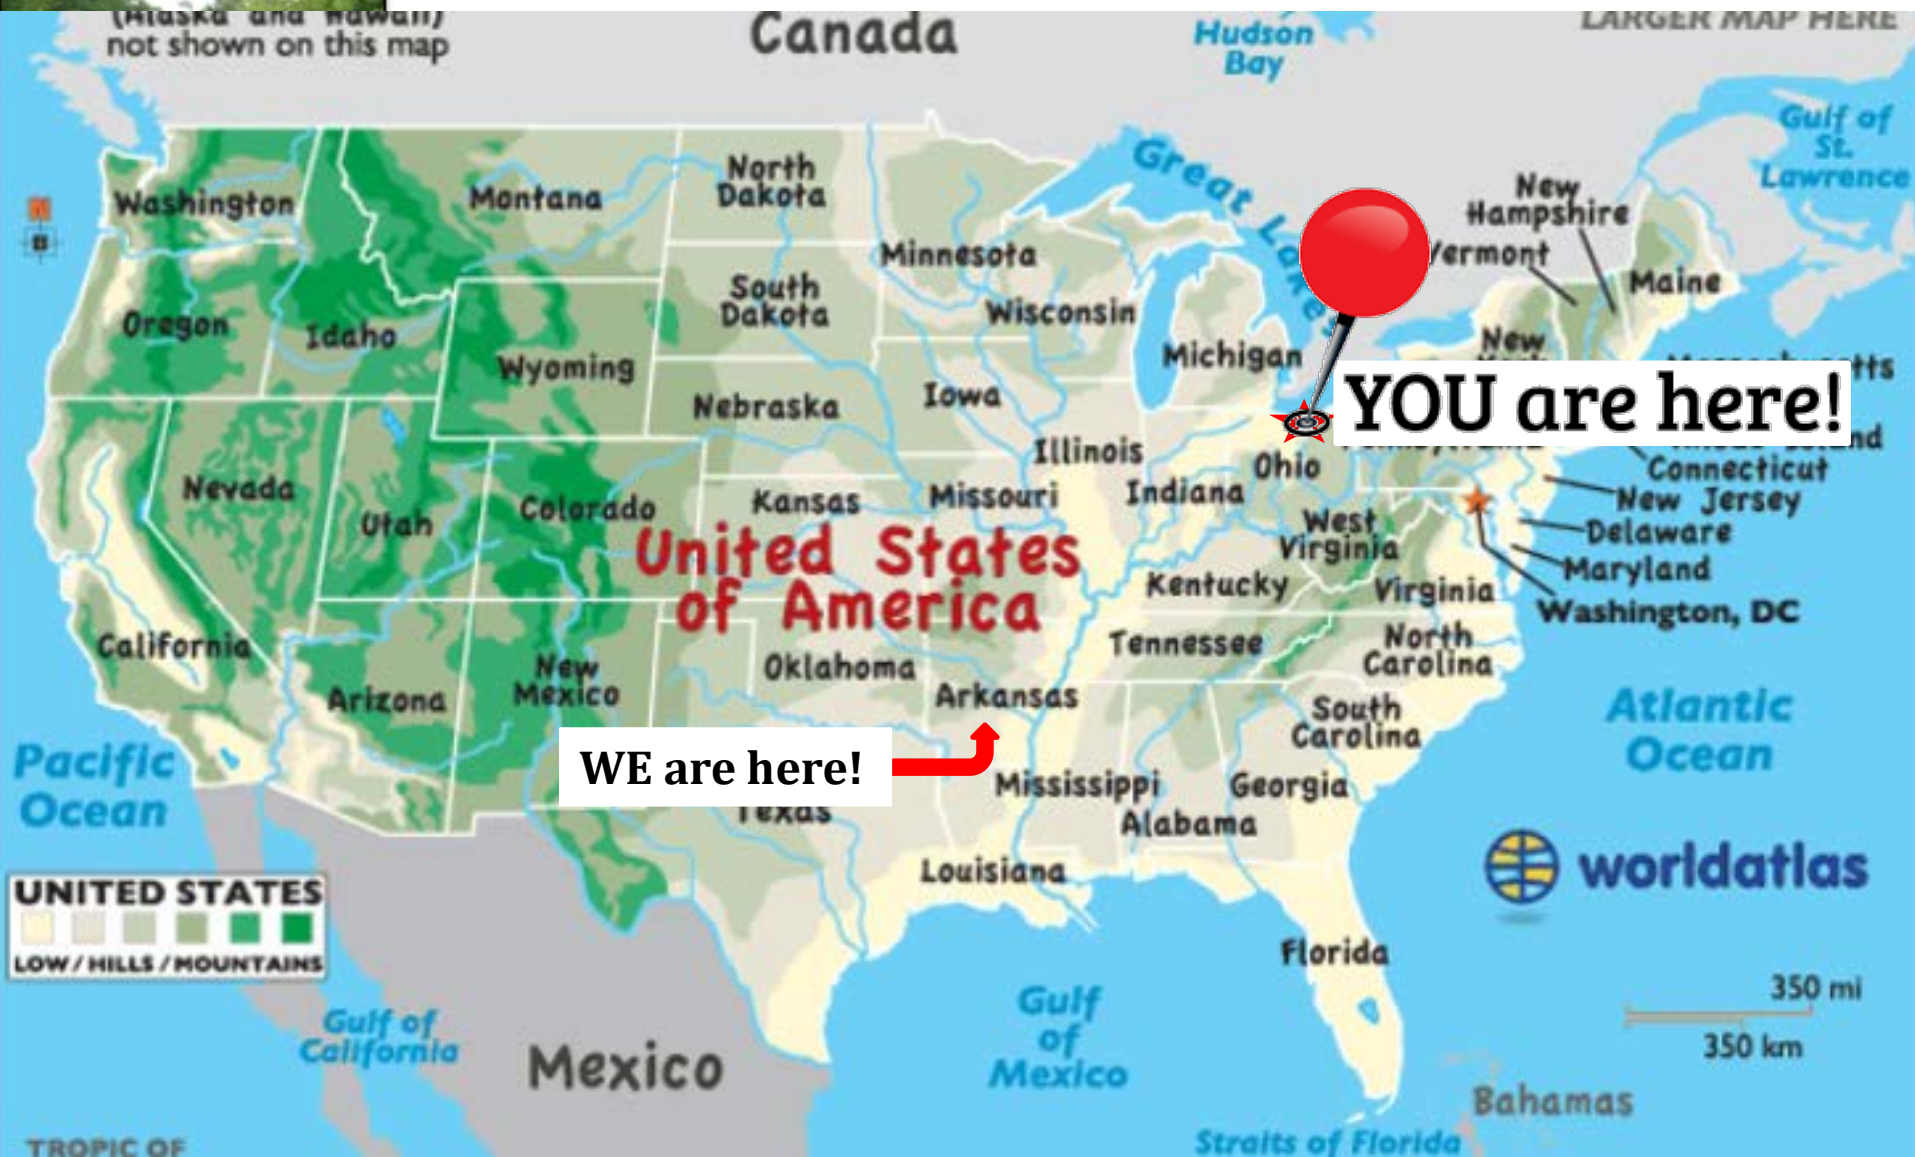 (Alaska and Hawaii)
not shown on this map
Canada
Hudson
Bay
LARGER MAP HERE
Gulf of
St.
Lawrence
Great Lakes
N
Washington
Montana
North
Dakota
Minnesota
New
Hampshire
Vermont
Maine
Oregon
Idaho
Wyoming
South
Dakota
Wisconsin
Michigan
New
YOU are here!
Nebraska
Iowa
Illinois
Indiana
Ohio
Connecticut
New Jersey
Delaware
Maryland
Washington, DC
Nevada
Utah
Colorado
Kansas
Missouri
West
Virginia
Virginia
Kentucky
United States
of America
California
Arizona
New
Mexico
Oklahoma
Arkansas
Tennessee
North
Carolina
South
Carolina
Atlantic
Ocean
Pacific
Ocean
WE are here!
Texas
Mississippi
Alabama
Georgia
Louisiana
Florida
worldatlas
UNITED STATES
LOW/HILLS/MOUNTAINS
350 mi
350 km
Gulf of
California
Mexico
Gulf
of
Mexico
Bahamas
Straits of Florida
TROPIC OF